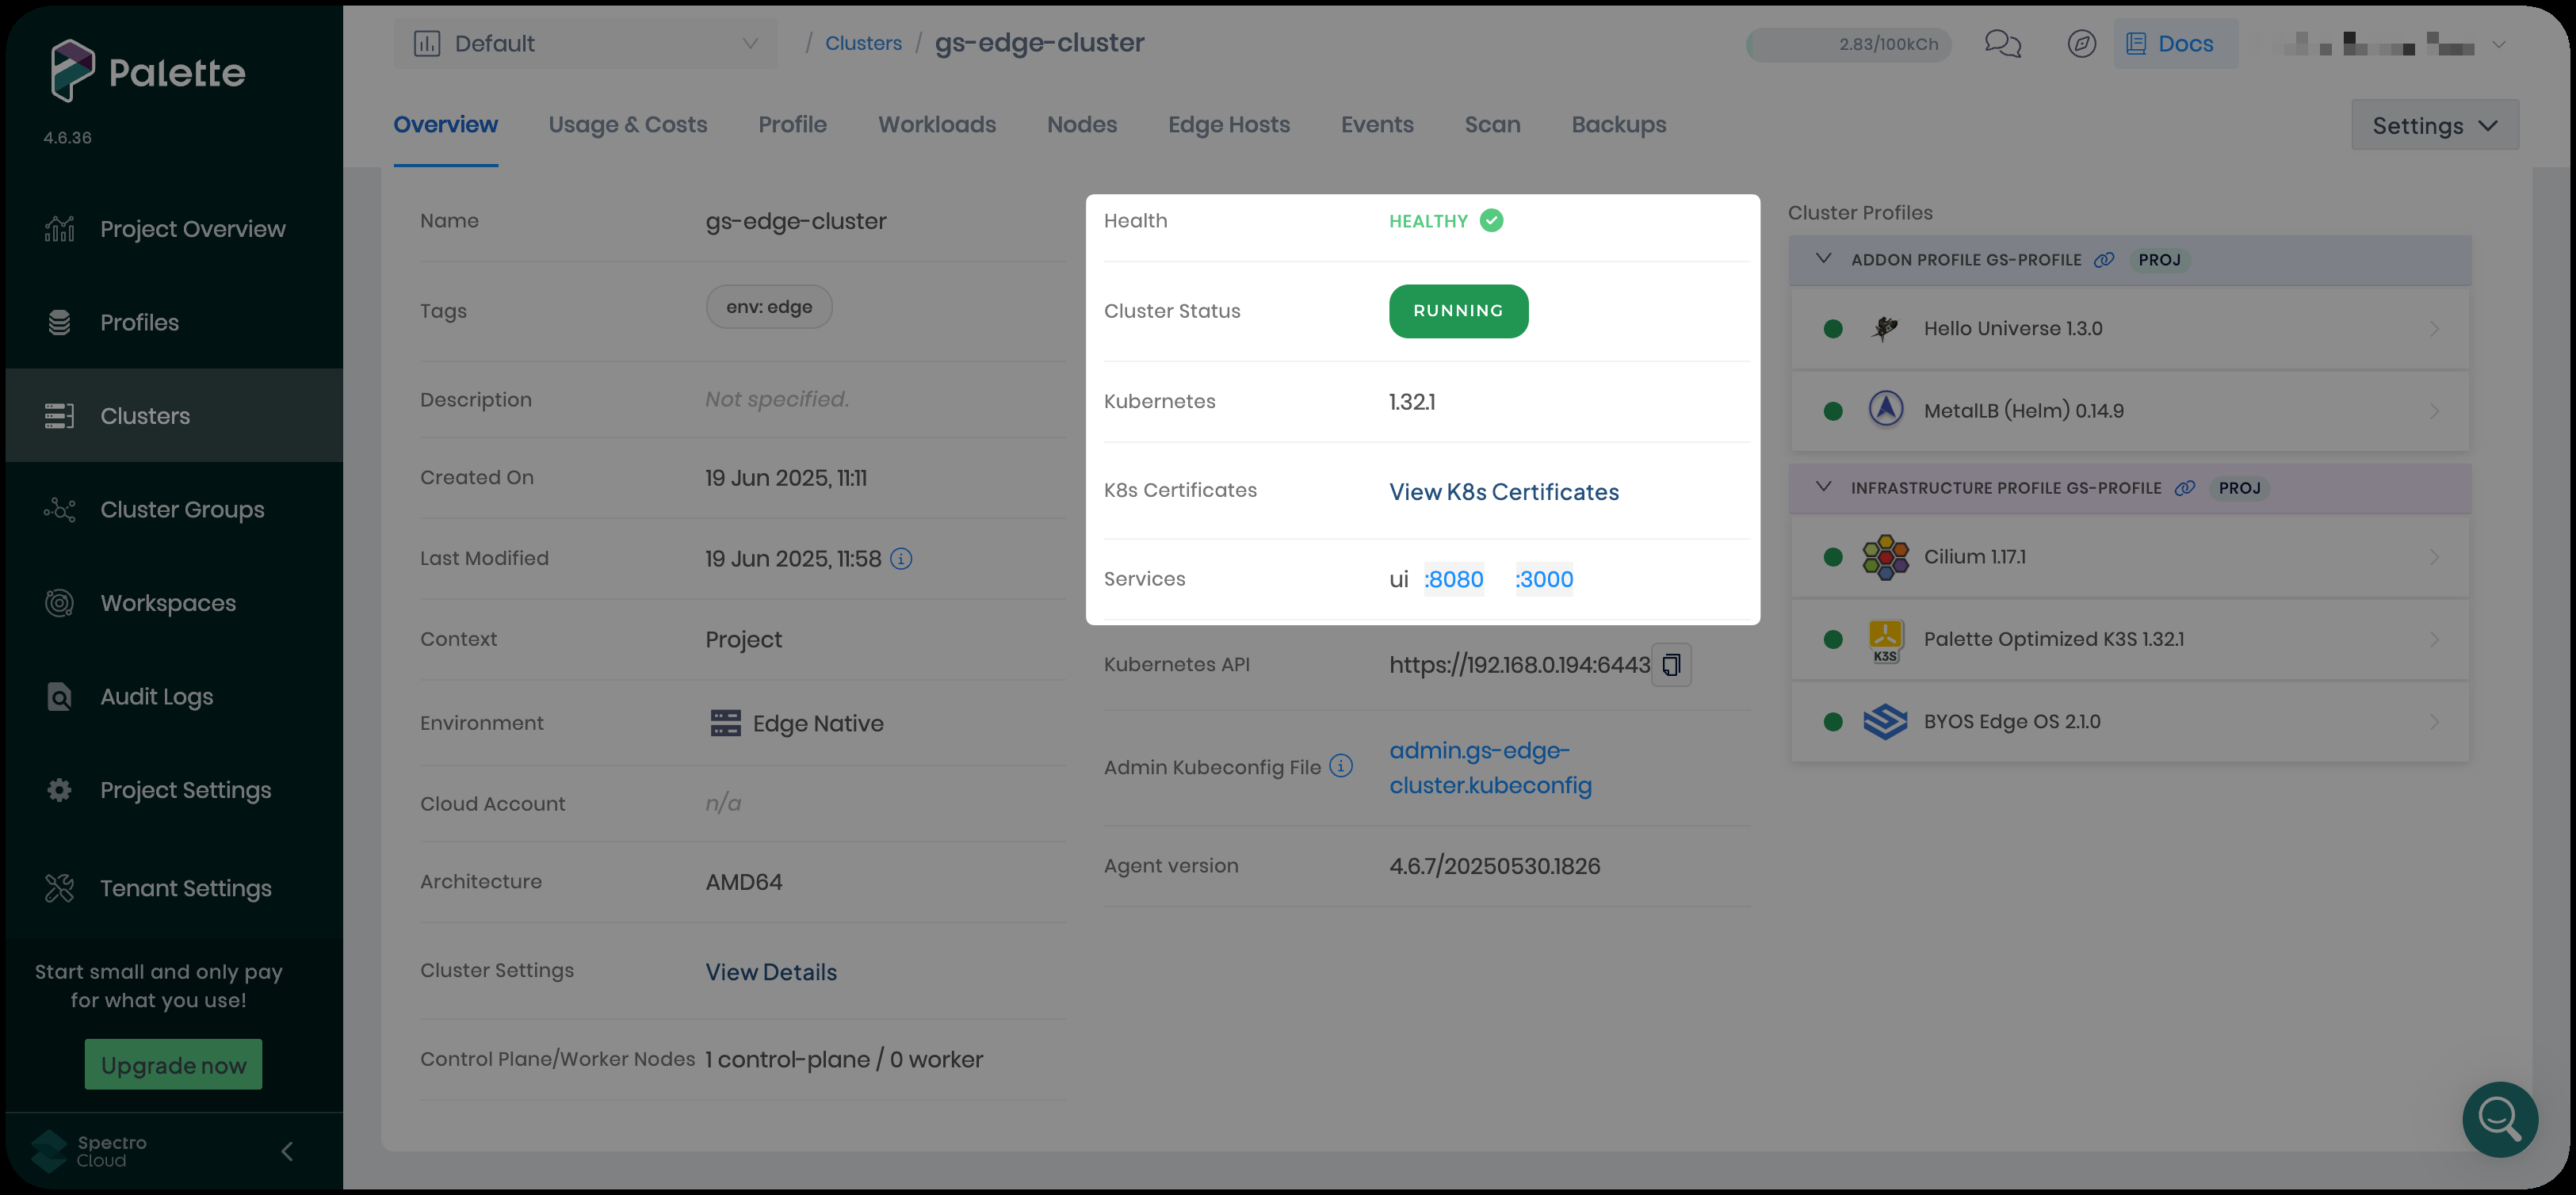 Palette
4.6.36
Project Overview
Profiles
Clusters
Cluster Groups
Workspaces
Audit Logs
Project Settings
Tenant Settings
Start small and only pay
for what you use!
Upgrade now
Spectro
Cloud
Default
/ Clusters / gs-edge-cluster
2.83/100kCh
Docs
Overview Usage & Costs Profile Workloads Nodes Edge Hosts Events Scan Backups
Settings
Name gs-edge-cluster
Tags env: edge
Description Not specified.
Created On 19 Jun 2025, 11:11
Last Modified 19 Jun 2025, 11:58
Context Project
Environment Edge Native
Cloud Account n/a
Architecture AMD64
Cluster Settings View Details
Control Plane/Worker Nodes 1 control-plane / 0 worker
Health HEALTHY
Cluster Status RUNNING
Kubernetes 1.32.1
K8s Certificates View K8s Certificates
Services ui :8080 :3000
Kubernetes API https://192.168.0.194:6443
Admin Kubeconfig File admin.gs-edge-
cluster.kubeconfig
Agent version 4.6.7/20250530.1826
Cluster Profiles
ADDON PROFILE GS-PROFILE PROJ
Hello Universe 1.3.0
MetalLB (Helm) 0.14.9
INFRASTRUCTURE PROFILE GS-PROFILE PROJ
Cilium 1.17.1
K3S
Palette Optimized K3S 1.32.1
BYOS Edge OS 2.1.0